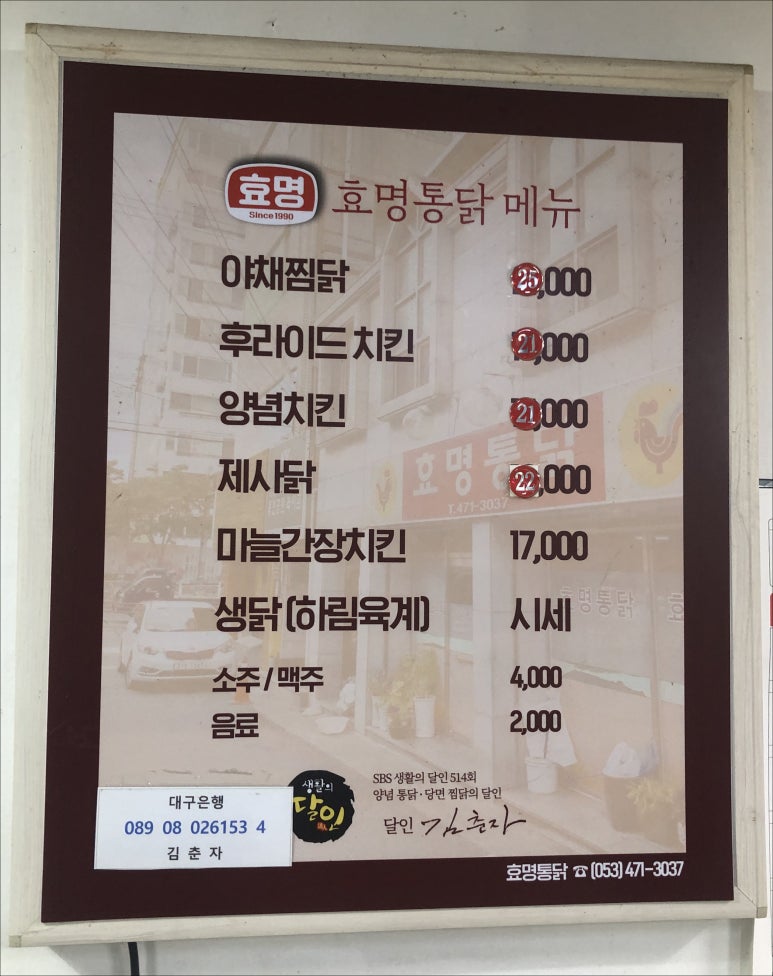 효명
Since 1990
효명통닭 메뉴
야채찜닭 25,000
후라이드 치킨 21,000
양념치킨 21,000
제사닭 22,000
마늘간장치킨 17,000
생닭 (하림육계) 시세
소주 / 맥주 4,000
음료 2,000
효명통닭
T.471-3037
효명통닭
생활의
달인
SBS 생활의 달인 514회
양념 통닭 · 당면 찜닭의 달인
달인 김춘자
대구은행
089 08 026153 4
김 춘 자
효명통닭 ☎ (053) 471-3037